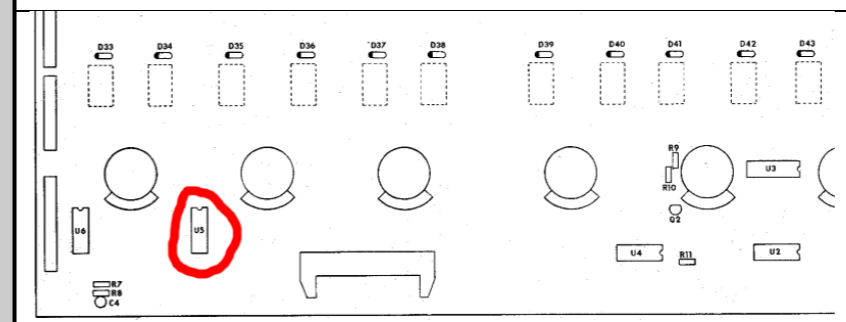 D33 D34 D35 D36 D37 D38 D39 D40 D41 D42 D43
R9
U3
R10
Q2
U6 U5
U4 R11 U2
R7
R8
C4